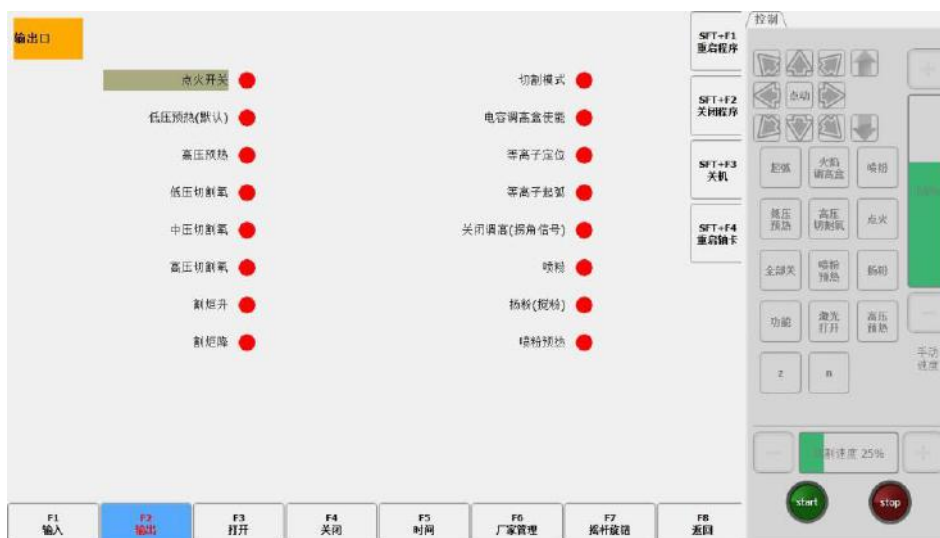 输出口
点火开关
低压预热(默认)
高压预热
低压切割氧
中压切割氧
高压切割氧
割炬升
割炬降
切割模式
电容调高盒使能
等离子定位
等离子起弧
关闭调高(拐角信号)
喷粉
扬粉(搅粉)
喷粉预热
SFT+F1
重启程序
SFT+F2
关闭程序
SFT+F3
关机
SFT+F4
重启轴卡
控制
点动
起弧
火焰
调高盒
喷粉
低压
预热
高压
切割氧
点火
全部关
喷粉
预热
扬粉
功能
激光
打开
高压
预热
z
n
手动
速度
切割速度 25%
start
stop
F1
输入
F2
输出
F3
打开
F4
关闭
F5
时间
F6
厂家管理
F7
摇杆旋钮
F8
返回